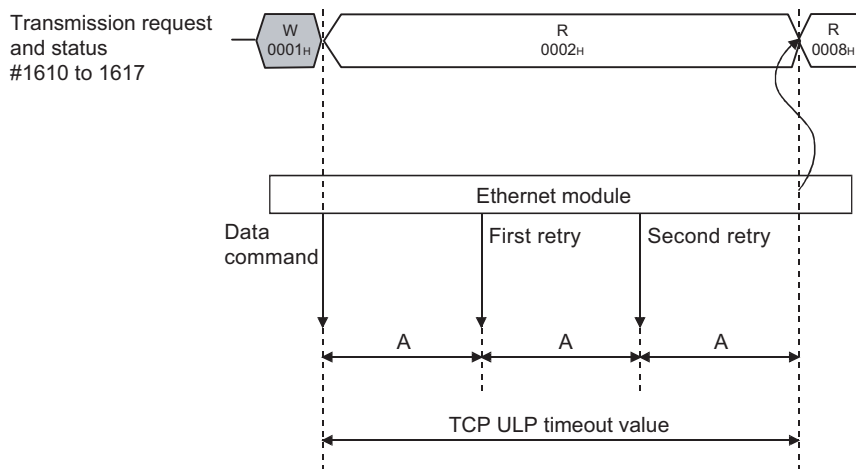 Transmission request
and status
#1610 to 1617
W
0001H
R
0002H
R
0008H
Ethernet module
Data
command
First retry
Second retry
A
A
A
TCP ULP timeout value